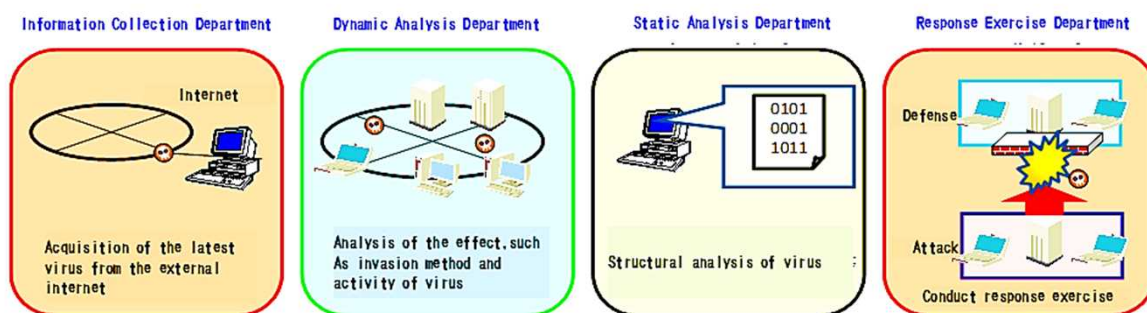 Information Collection Department
Dynamic Analysis Department
Static Analysis Department
Response Exercise Department
Internet
Acquisition of the latest
virus from the external
internet
Analysis of the effect, such
As invasion method and
activity of virus
0101
0001
1011
Structural analysis of virus
Defense
Attack
Conduct response exercise